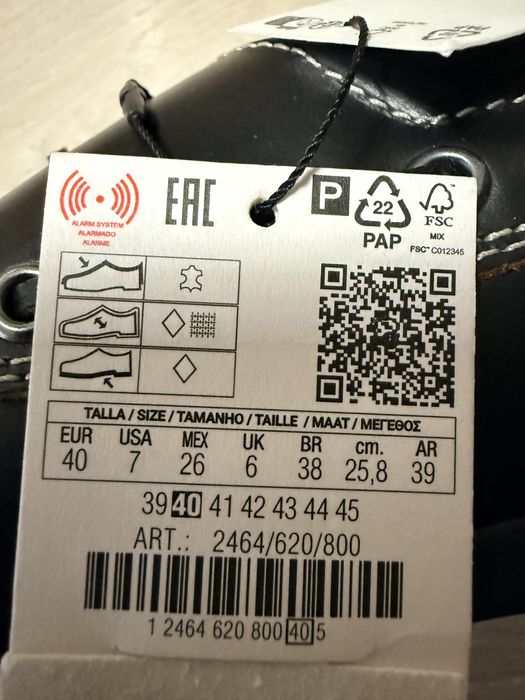 ALARM SYSTEM
ALARMADO
ALARME
EAC
P
22
PAP
FSC™
MIX
FSC™ C012345
TALLA / SIZE / TAMANHO / TAILLE / MAAT / ΜΕΓΕΘΟΣ
EUR USA MEX UK BR cm. AR
40 7 26 6 38 25,8 39
39 40 41 42 43 44 45
ART.: 2464/620/800
1 2464 620 800 40 5